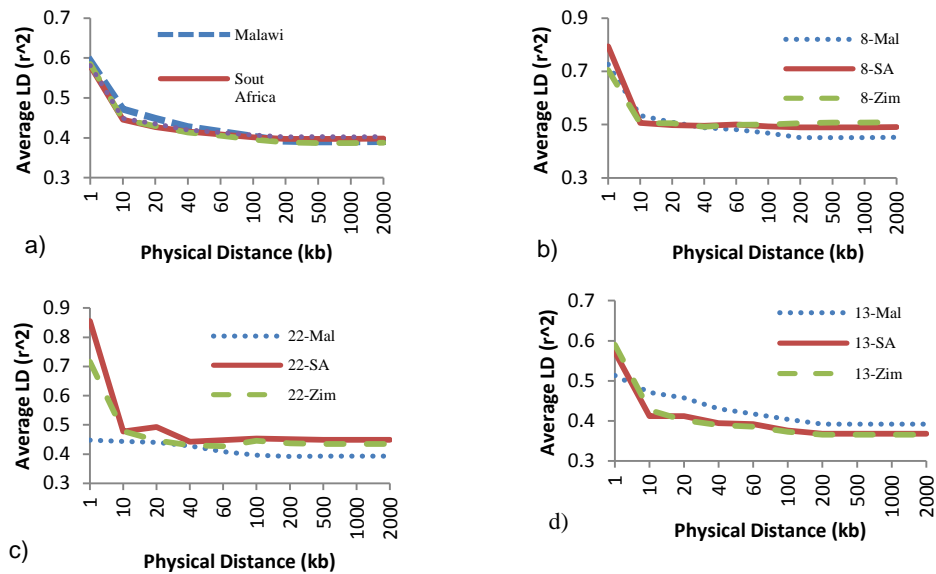 a)
Average LD (r^2)
0.7
0.6
0.5
0.4
0.3
Malawi
Sout
Africa
1
10
20
40
60
100
200
500
1000
2000
Physical Distance (kb)
b)
Average LD (r^2)
0.9
0.7
0.5
0.3
8-Mal
8-SA
8-Zim
1
10
20
40
60
100
200
500
1000
2000
Physical Distance (kb)
c)
Average LD (r^2)
0.9
0.8
0.7
0.6
0.5
0.4
0.3
22-Mal
22-SA
22-Zim
1
10
20
40
60
100
200
500
1000
2000
Physical Distance (kb)
d)
Average LD (r^2)
0.7
0.6
0.5
0.4
0.3
13-Mal
13-SA
13-Zim
1
10
20
40
60
100
200
500
1000
2000
Physical Distance (kb)